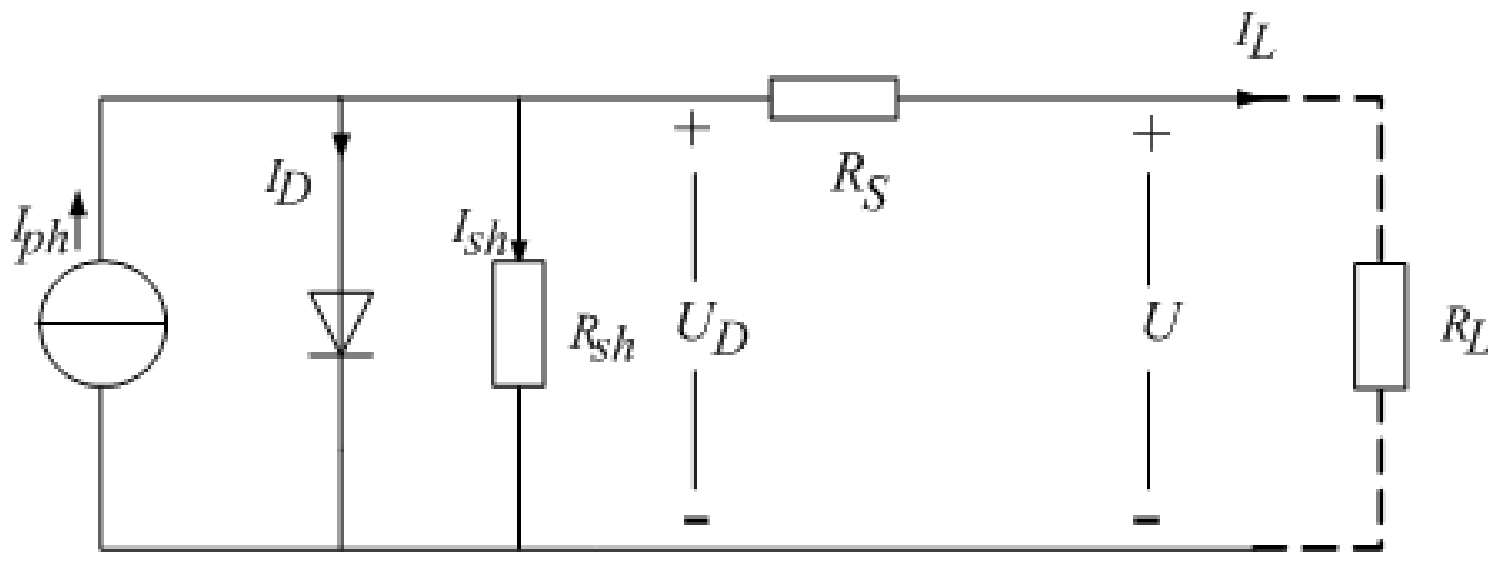 I_L
+
+
R_S
I_D
I_ph
I_sh
R_sh
U_D
U
R_L
-
-